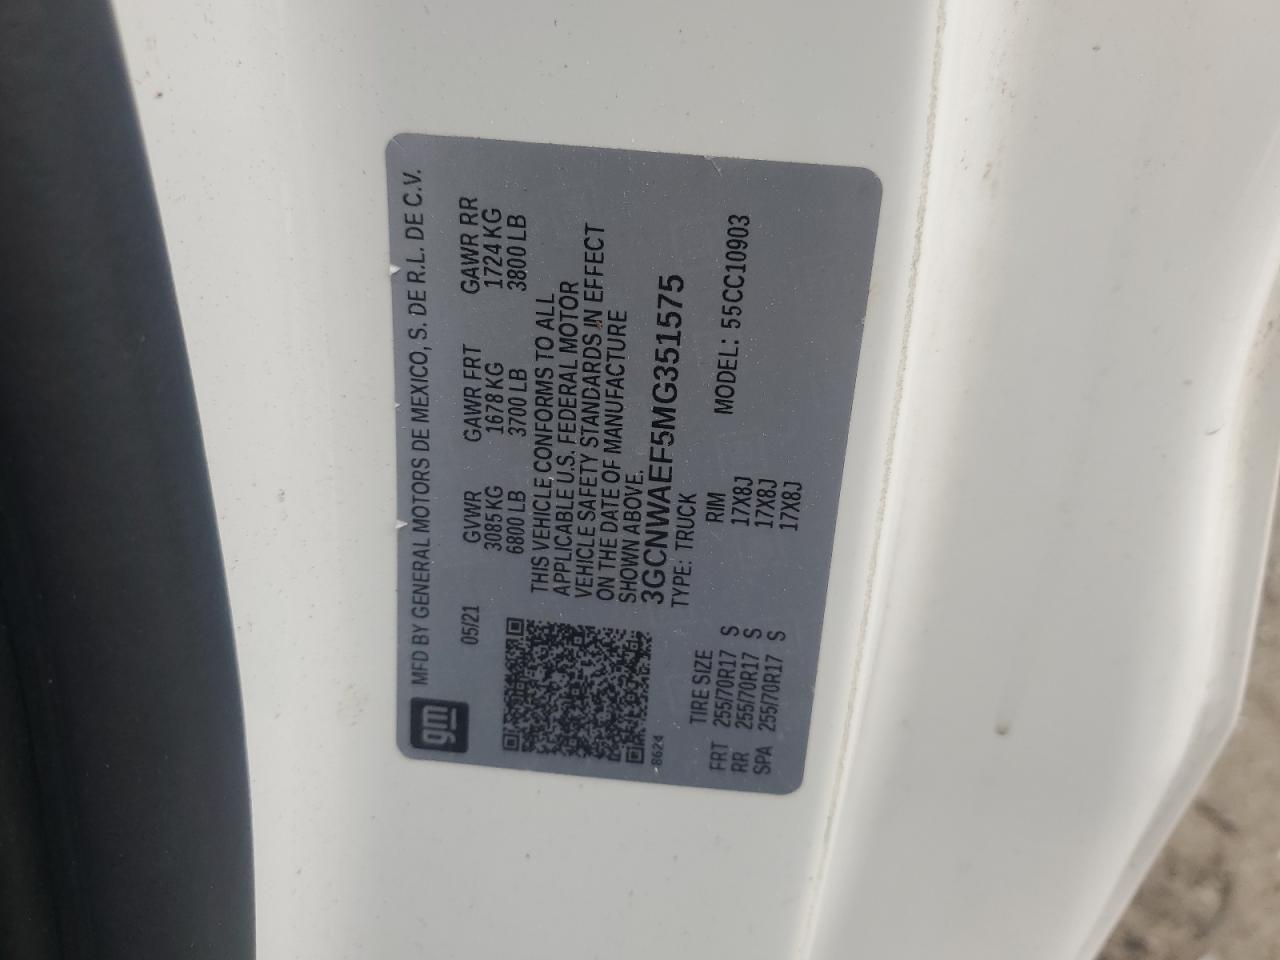 gm MFD BY GENERAL MOTORS DE MEXICO, S. DE R.L. DE C.V.
05/21 GVWR GAWR FRT GAWR RR
3085 KG 1678 KG 1724 KG
6800 LB 3700 LB 3800 LB
THIS VEHICLE CONFORMS TO ALL
APPLICABLE U.S. FEDERAL MOTOR
VEHICLE SAFETY STANDARDS IN EFFECT
ON THE DATE OF MANUFACTURE
SHOWN ABOVE.
3GCNWAEF5MG351575
8624 TYPE: TRUCK
TIRE SIZE RIM MODEL: 55CC10903
FRT 255/70R17 S 17X8J
RR 255/70R17 S 17X8J
SPA 255/70R17 S 17X8J